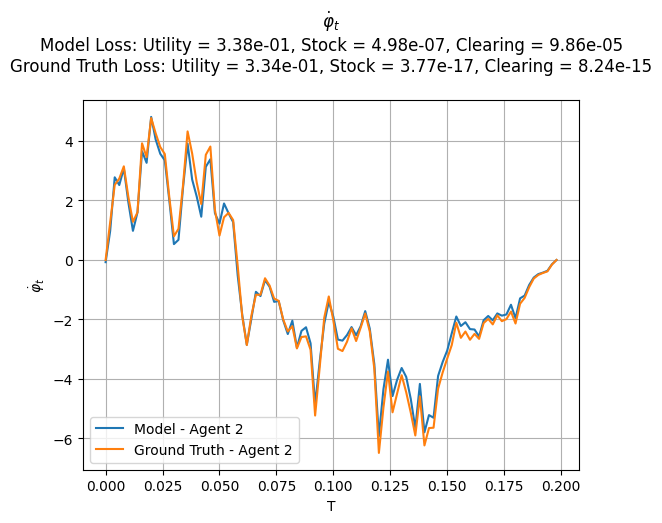 φ̇_t
Model Loss: Utility = 3.38e-01, Stock = 4.98e-07, Clearing = 9.86e-05
Ground Truth Loss: Utility = 3.34e-01, Stock = 3.77e-17, Clearing = 8.24e-15
4
2
0
−2
−4
−6
φ̇_t
Model - Agent 2
Ground Truth - Agent 2
0.000 0.025 0.050 0.075 0.100 0.125 0.150 0.175 0.200
T